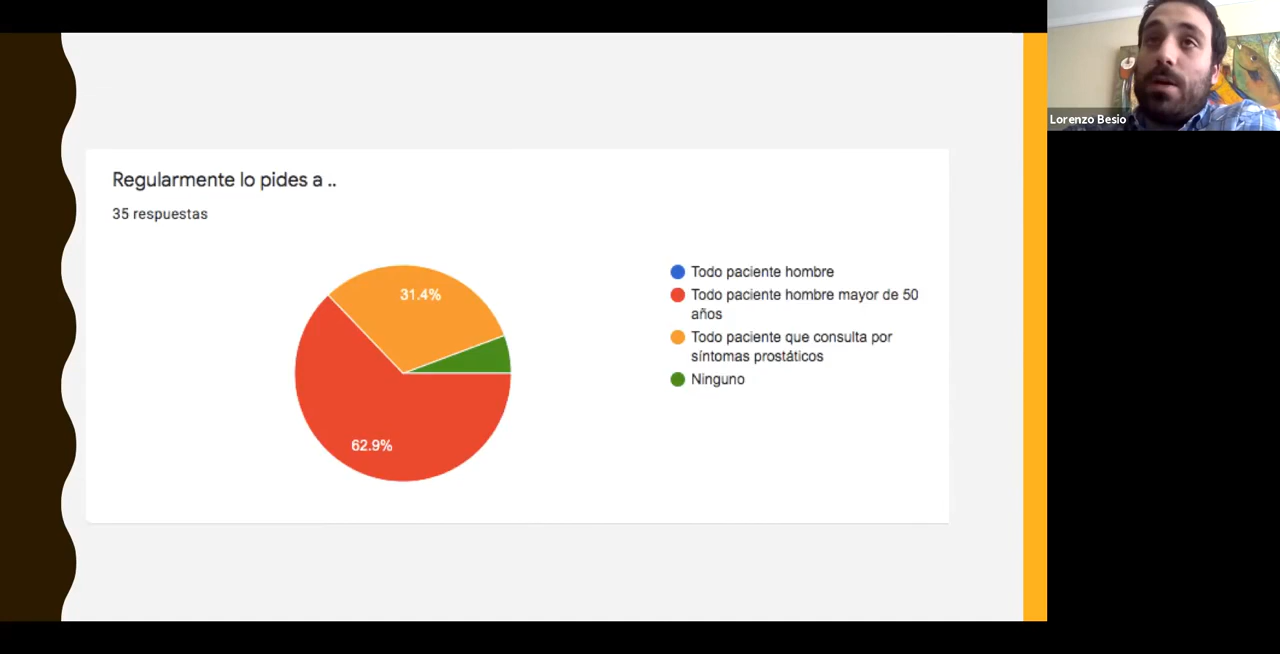 Regularmente lo pides a ..
35 respuestas
31.4%
62.9%
Todo paciente hombre
Todo paciente hombre mayor de 50
años
Todo paciente que consulta por
síntomas prostáticos
Ninguno
Lorenzo Besio